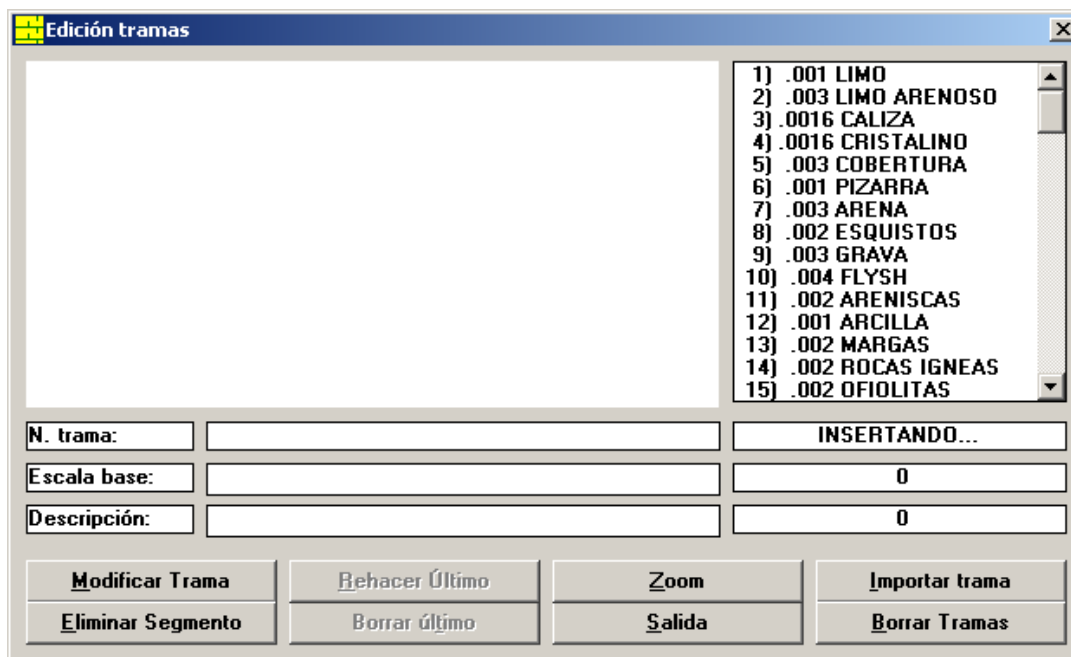 Edición tramas
1) .001 LIMO
2) .003 LIMO ARENOSO
3) .0016 CALIZA
4) .0016 CRISTALINO
5) .003 COBERTURA
6) .001 PIZARRA
7) .003 ARENA
8) .002 ESQUISTOS
9) .003 GRAVA
10) .004 FLYSH
11) .002 ARENISCAS
12) .001 ARCILLA
13) .002 MARGAS
14) .002 ROCAS IGNEAS
15) .002 OFIOLITAS
N. trama: INSERTANDO...
Escala base: 0
Descripción: 0
Modificar Trama Rehacer Último Zoom Importar trama
Eliminar Segmento Borrar último Salida Borrar Tramas